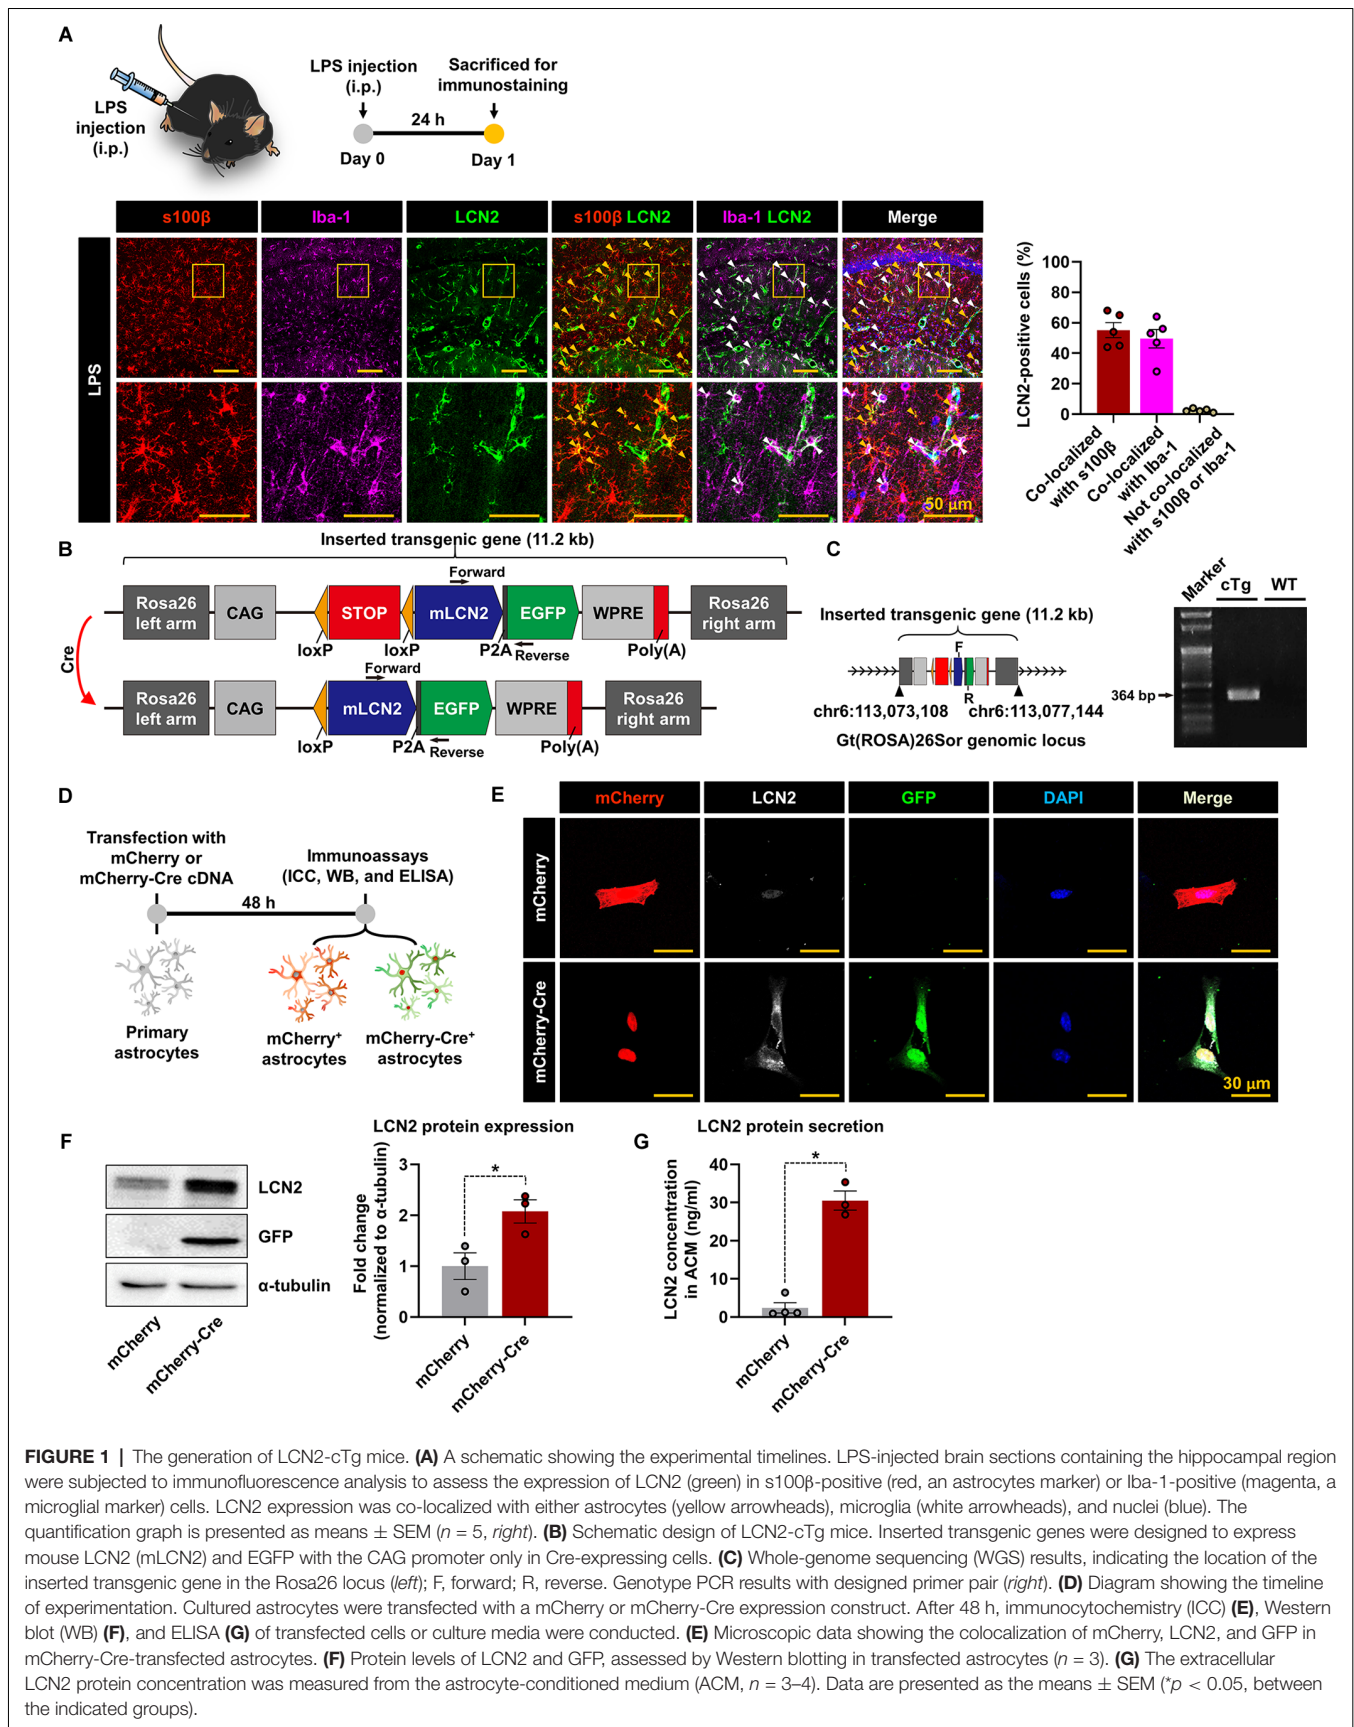 A
LPS
injection
(i.p.)
LPS injection
(i.p.)
Sacrificed for
immunostaining
24 h
Day 0
Day 1
s100β
Iba-1
LCN2
s100β LCN2
Iba-1 LCN2
Merge
LPS
50 µm
LCN2-positive cells (%)
100
80
60
40
20
0
Co-localized
with s100β
Co-localized
with Iba-1
Not co-localized
with s100β or Iba-1
B
Inserted transgenic gene (11.2 kb)
Forward
Rosa26
left arm
CAG
STOP
mLCN2
EGFP
WPRE
Rosa26
right arm
loxP
loxP
P2A
Reverse
Poly(A)
Cre
Forward
Rosa26
left arm
CAG
mLCN2
EGFP
WPRE
Rosa26
right arm
loxP
P2A
Reverse
Poly(A)
C
Inserted transgenic gene (11.2 kb)
F
R
chr6:113,073,108
chr6:113,077,144
Gt(ROSA)26Sor genomic locus
Marker
cTg
WT
364 bp
D
Transfection with
mCherry or
mCherry-Cre cDNA
Immunoassays
(ICC, WB, and ELISA)
48 h
Primary
astrocytes
mCherry+
astrocytes
mCherry-Cre+
astrocytes
E
mCherry
LCN2
GFP
DAPI
Merge
mCherry
mCherry-Cre
30 µm
F
LCN2
GFP
α-tubulin
mCherry
mCherry-Cre
LCN2 protein expression
Fold change
(normalized to α-tubulin)
3
2
1
0
*
mCherry
mCherry-Cre
G
LCN2 protein secretion
LCN2 concentration
in ACM (ng/ml)
40
30
20
10
0
*
mCherry
mCherry-Cre
FIGURE 1 | The generation of LCN2-cTg mice. (A) A schematic showing the experimental timelines. LPS-injected brain sections containing the hippocampal region
were subjected to immunofluorescence analysis to assess the expression of LCN2 (green) in s100β-positive (red, an astrocytes marker) or Iba-1-positive (magenta, a
microglial marker) cells. LCN2 expression was co-localized with either astrocytes (yellow arrowheads), microglia (white arrowheads), and nuclei (blue). The
quantification graph is presented as means ± SEM (n = 5, right). (B) Schematic design of LCN2-cTg mice. Inserted transgenic genes were designed to express
mouse LCN2 (mLCN2) and EGFP with the CAG promoter only in Cre-expressing cells. (C) Whole-genome sequencing (WGS) results, indicating the location of the
inserted transgenic gene in the Rosa26 locus (left); F, forward; R, reverse. Genotype PCR results with designed primer pair (right). (D) Diagram showing the timeline
of experimentation. Cultured astrocytes were transfected with a mCherry or mCherry-Cre expression construct. After 48 h, immunocytochemistry (ICC) (E), Western
blot (WB) (F), and ELISA (G) of transfected cells or culture media were conducted. (E) Microscopic data showing the colocalization of mCherry, LCN2, and GFP in
mCherry-Cre-transfected astrocytes. (F) Protein levels of LCN2 and GFP, assessed by Western blotting in transfected astrocytes (n = 3). (G) The extracellular
LCN2 protein concentration was measured from the astrocyte-conditioned medium (ACM, n = 3–4). Data are presented as the means ± SEM (*p < 0.05, between
the indicated groups).